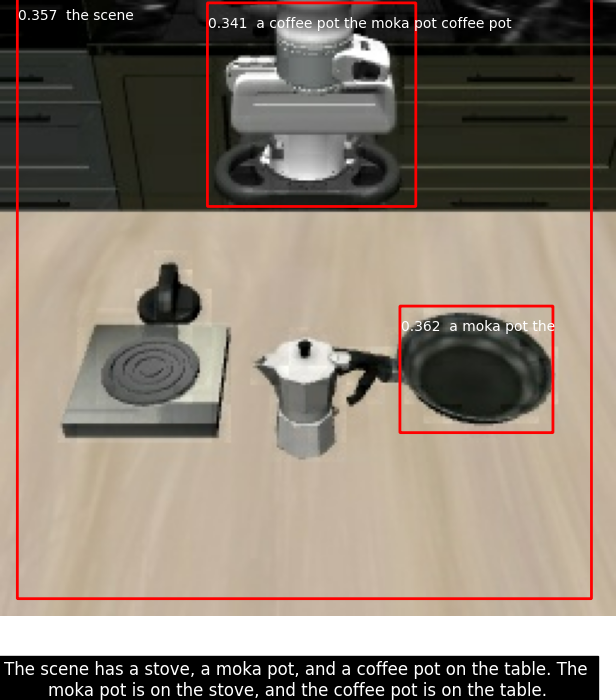 0.357 the scene
0.341 a coffee pot the moka pot coffee pot
0.362 a moka pot the
The scene has a stove, a moka pot, and a coffee pot on the table. The
moka pot is on the stove, and the coffee pot is on the table.